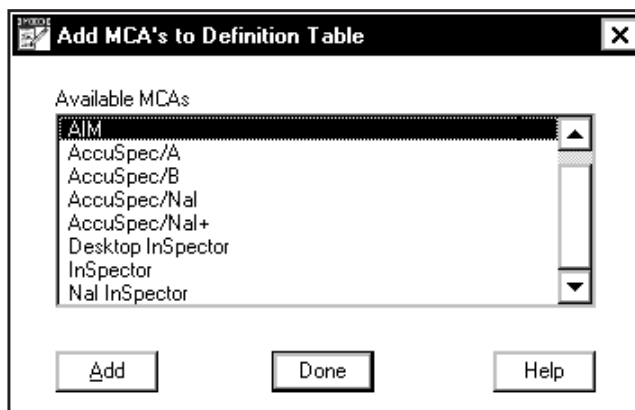 Add MCA's to Definition Table
Available MCAs
AIM
AccuSpec/A
AccuSpec/B
AccuSpec/NaI
AccuSpec/NaI+
Desktop InSpector
InSpector
NaI InSpector
Add Done Help